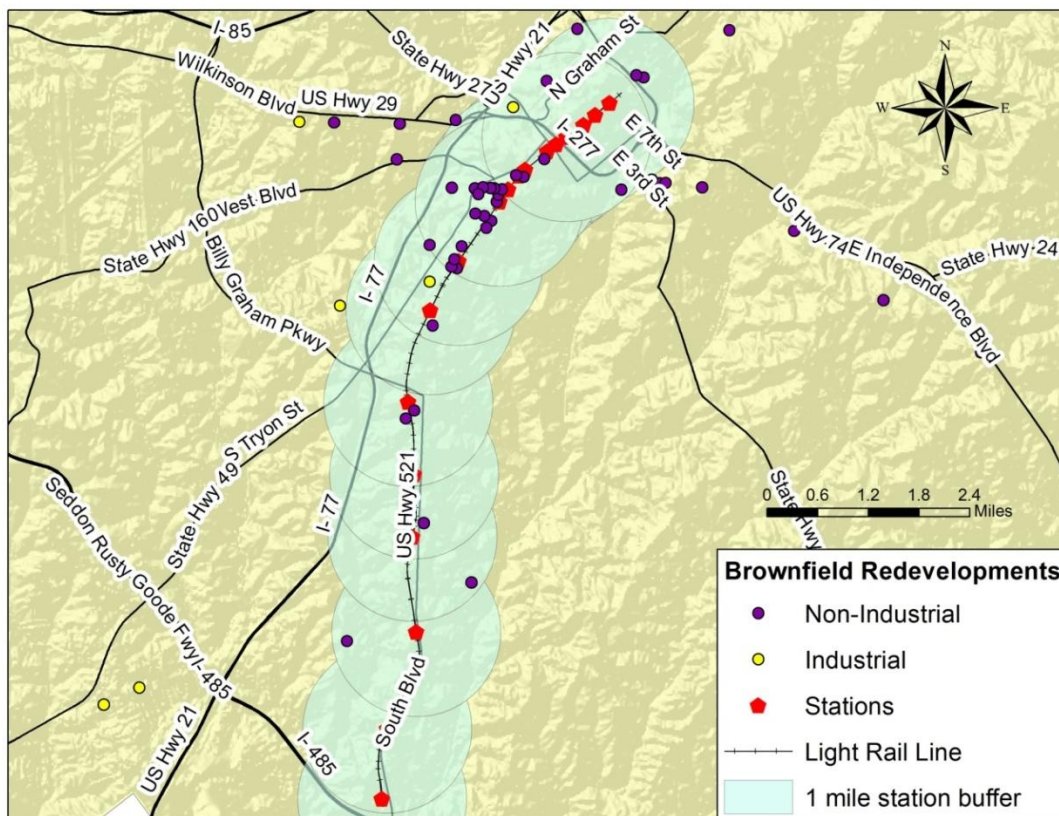 I- 85
Wilkinson Blvd
US Hwy 29
State Hwy 27
US Hwy 21
N Graham St
I- 277
E 7th St
E 3rd St
N
W
E
S
State Hwy 160
West Blvd
Billy Graham Pkwy
I- 77
US Hwy 74
E Independence Blvd
State Hwy 24
S Tryon St
State Hwy 49
I- 77
US Hwy 521
Seddon Rusty Goode Fwy
I- 485
US Hwy 21
South Blvd
I- 485
State Hwy
0 0.6 1.2 1.8 2.4
Miles
Brownfield Redevelopments
Non-Industrial
Industrial
Stations
Light Rail Line
1 mile station buffer